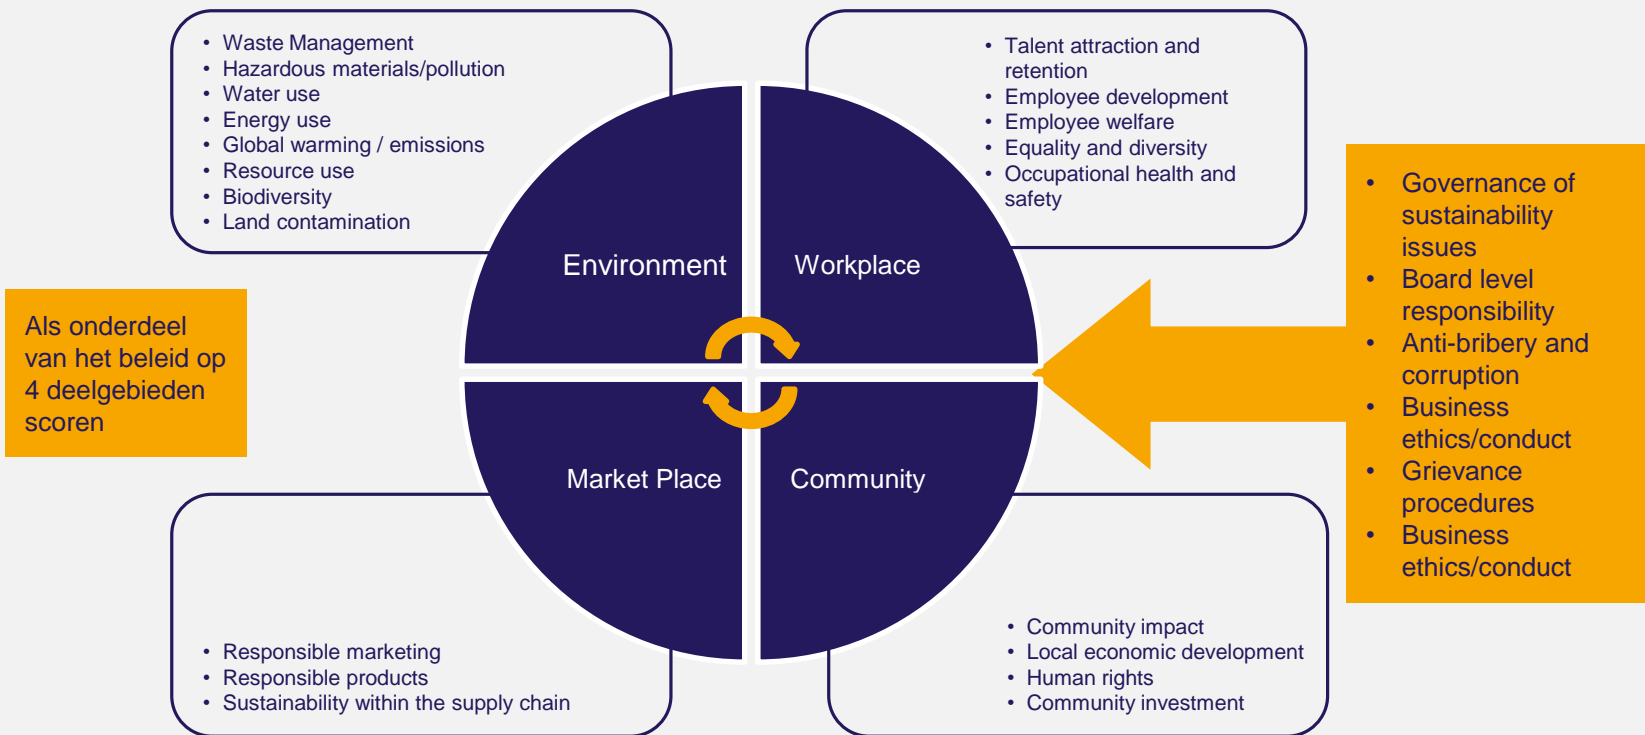 • Waste Management
• Hazardous materials/pollution
• Water use
• Energy use
• Global warming / emissions
• Resource use
• Biodiversity
• Land contamination
• Talent attraction and
retention
• Employee development
• Employee welfare
• Equality and diversity
• Occupational health and
safety
Environment
Workplace
Als onderdeel
van het beleid op
4 deelgebieden
scoren
• Governance of
sustainability
issues
• Board level
responsibility
• Anti-bribery and
corruption
• Business
ethics/conduct
• Grievance
procedures
• Business
ethics/conduct
Market Place
Community
• Responsible marketing
• Responsible products
• Sustainability within the supply chain
• Community impact
• Local economic development
• Human rights
• Community investment